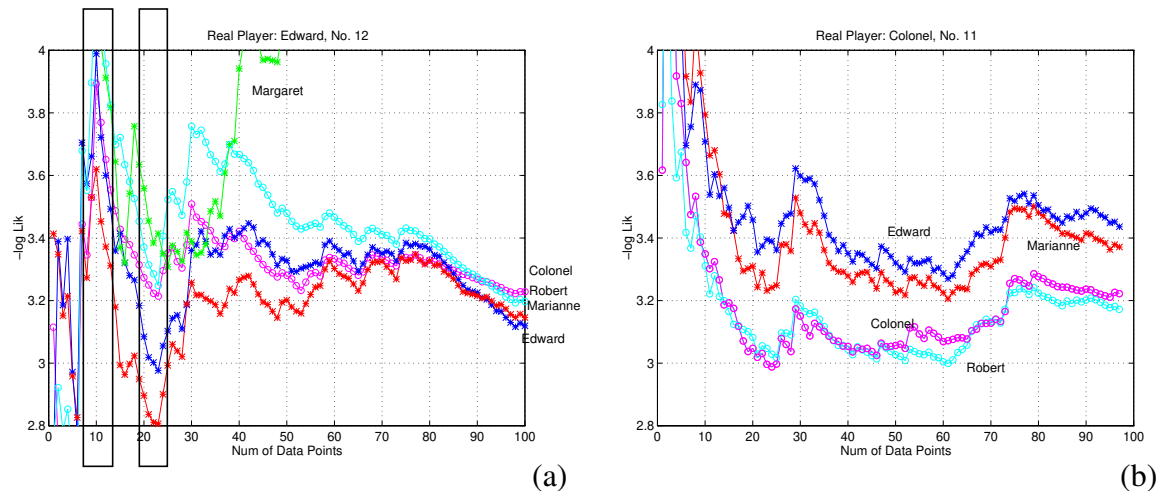 Real Player: Edward, No. 12
4
3.8
3.6
3.4
3.2
3
2.8
−log Lik
Margaret
Colonel
Robert
Marianne
Edward
0
10
20
30
40
50
60
70
80
90
100
Num of Data Points
(a)
Real Player: Colonel, No. 11
4
3.8
3.6
3.4
3.2
3
2.8
−log Lik
Edward
Marianne
Colonel
Robert
0
10
20
30
40
50
60
70
80
90
100
Num of Data Points
(b)